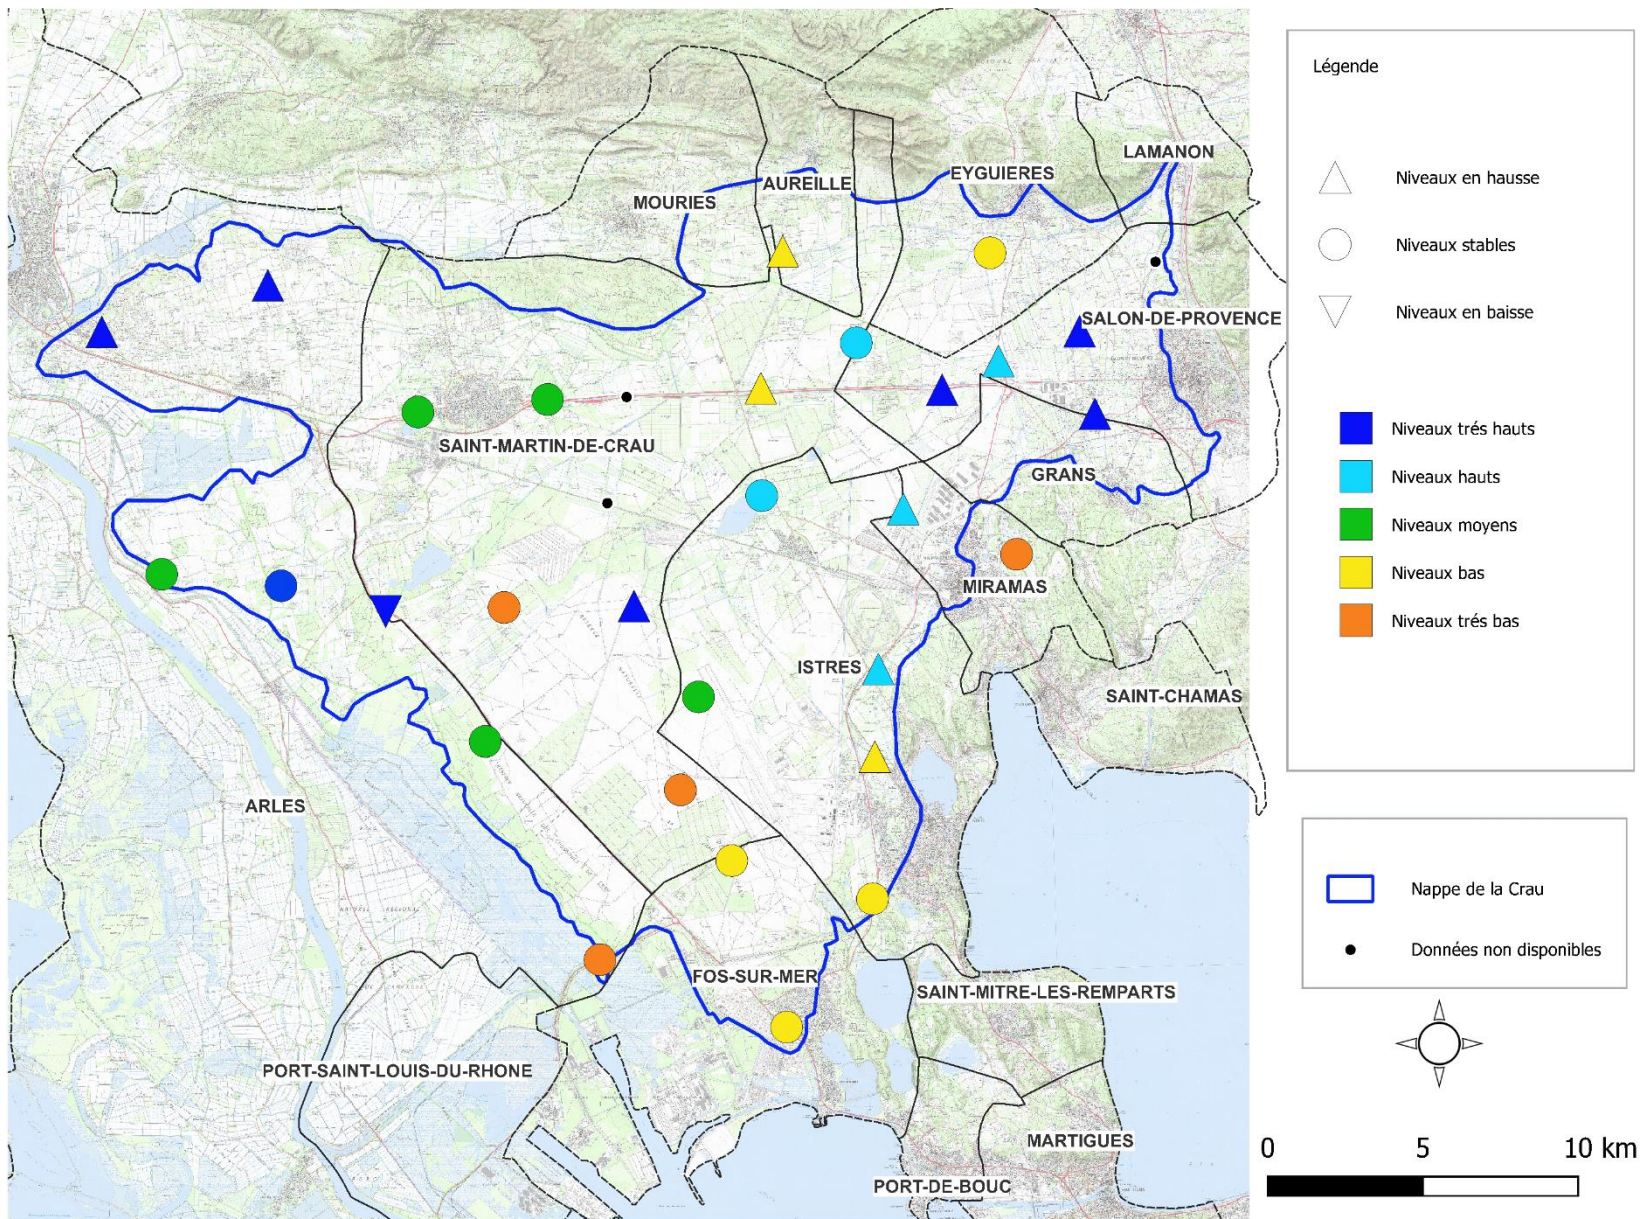 LAMANON
EYGUIERES
AUREILLE
MOURIES
SALON-DE-PROVENCE
SAINT-MARTIN-DE-CRAU
GRANS
MIRAMAS
ISTRES
SAINT-CHAMAS
ARLES
FOS-SUR-MER
SAINT-MITRE-LES-REMPARTS
PORT-SAINT-LOUIS-DU-RHONE
MARTIGUES
PORT-DE-BOUC
Légende
Niveaux en hausse
Niveaux stables
Niveaux en baisse
Niveaux trés hauts
Niveaux hauts
Niveaux moyens
Niveaux bas
Niveaux trés bas
Nappe de la Crau
Données non disponibles
0 5 10 km